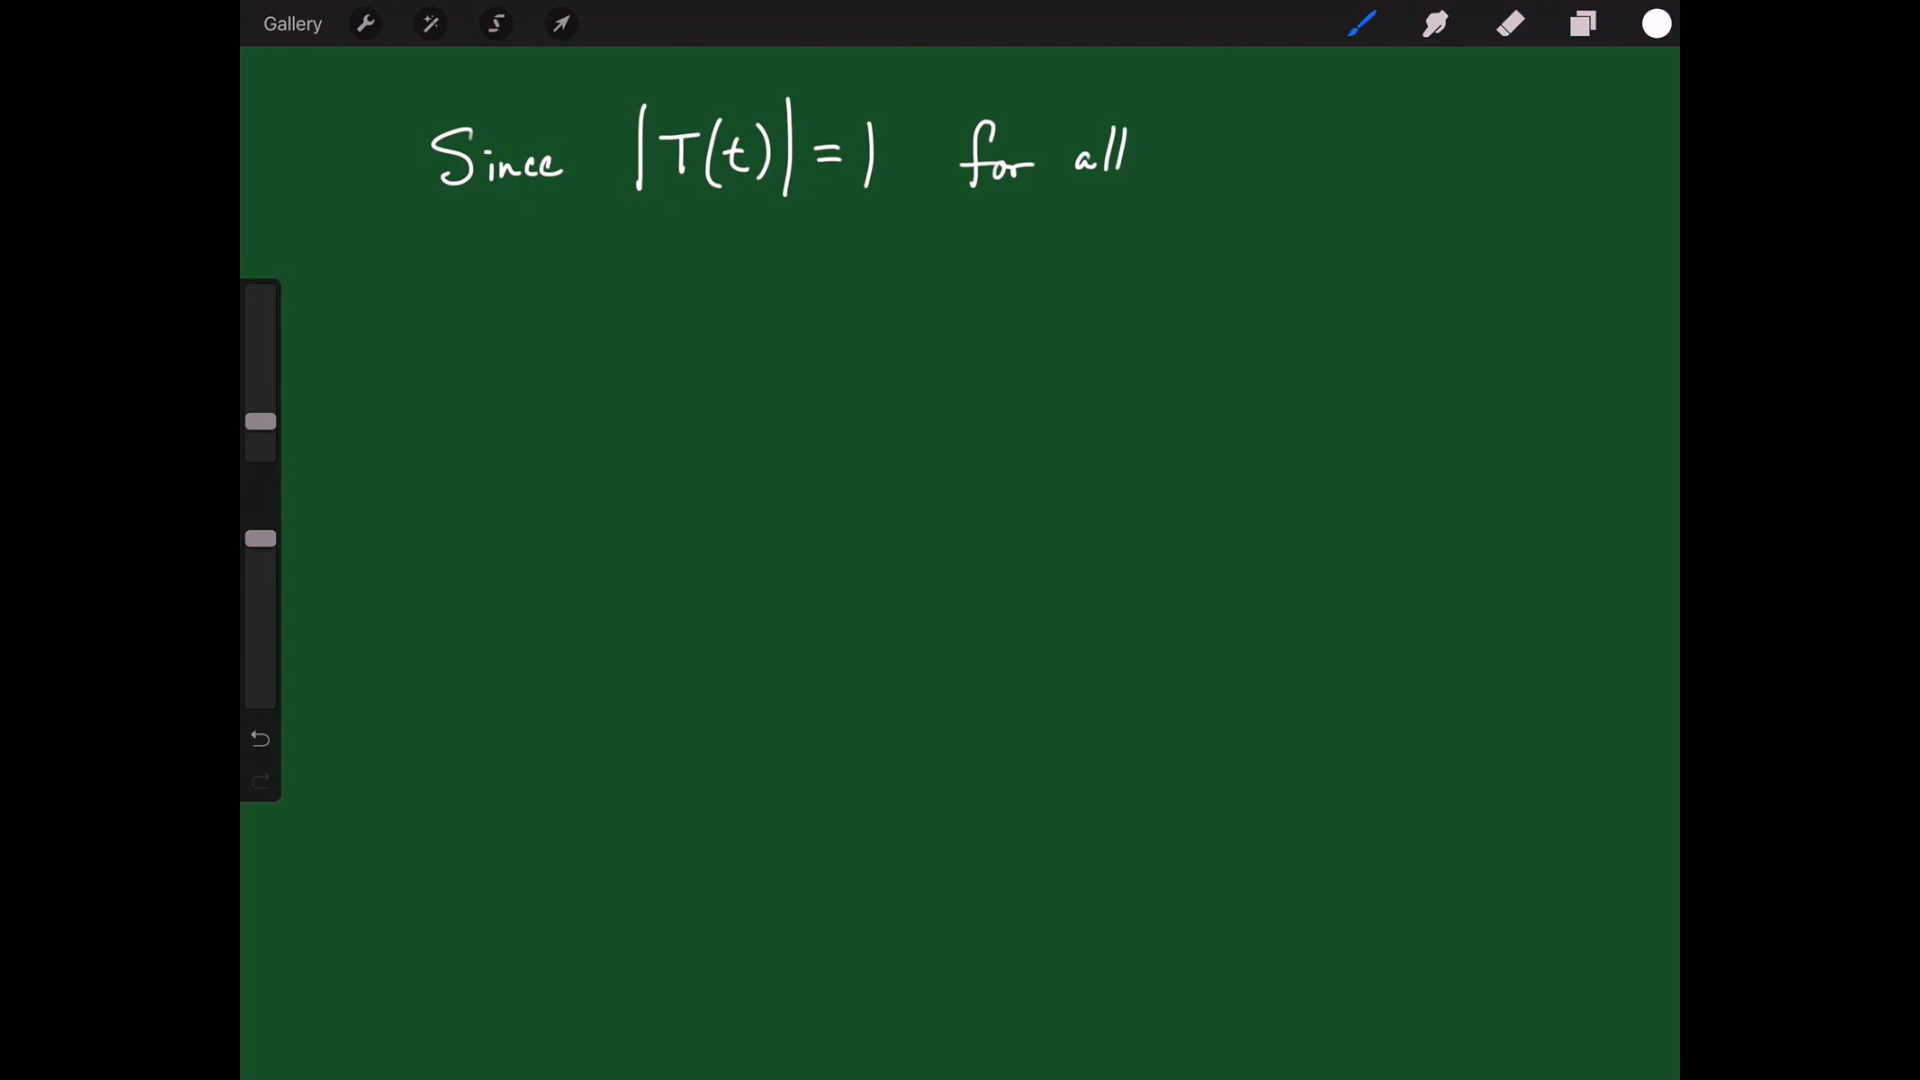 Gallery
Since |T(t)| = 1 for all